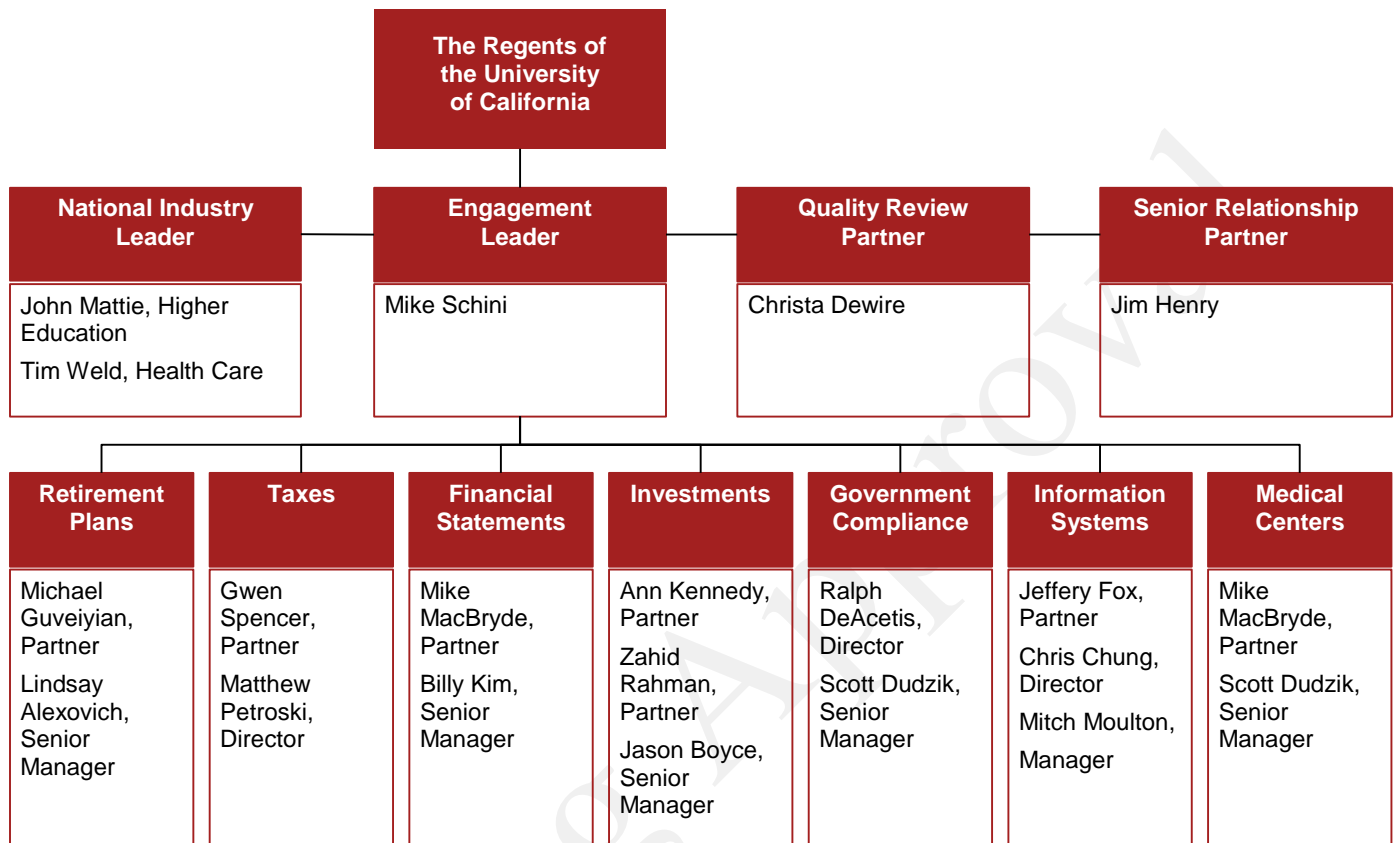 The Regents of
the University
of California
National Industry
Leader
Engagement
Leader
Quality Review
Partner
Senior Relationship
Partner
John Mattie, Higher
Education
Tim Weld, Health Care
Mike Schini
Christa Dewire
Jim Henry
Retirement
Plans
Taxes
Financial
Statements
Investments
Government
Compliance
Information
Systems
Medical
Centers
Michael
Guveiyian,
Partner
Lindsay
Alexovich,
Senior
Manager
Gwen
Spencer,
Partner
Matthew
Petroski,
Director
Mike
MacBryde,
Partner
Billy Kim,
Senior
Manager
Ann Kennedy,
Partner
Zahid
Rahman,
Partner
Jason Boyce,
Senior
Manager
Ralph
DeAcetis,
Director
Scott Dudzik,
Senior
Manager
Jeffery Fox,
Partner
Chris Chung,
Director
Mitch Moulton,
Manager
Mike
MacBryde,
Partner
Scott Dudzik,
Senior
Manager
Approval